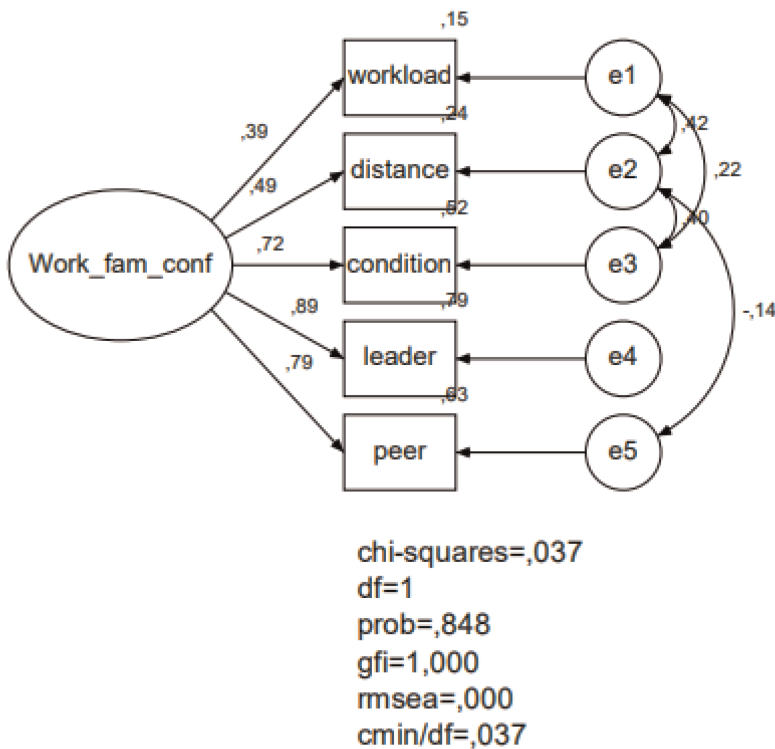 ,15
workload
e1
,24
,42
,39
distance
e2
,22
,49
,52
,40
,72
Work_fam_conf
condition
e3
,79
,89
-,14
leader
e4
,79
,63
peer
e5
chi-squares=,037
df=1
prob=,848
gfi=1,000
rmsea=,000
cmin/df=,037